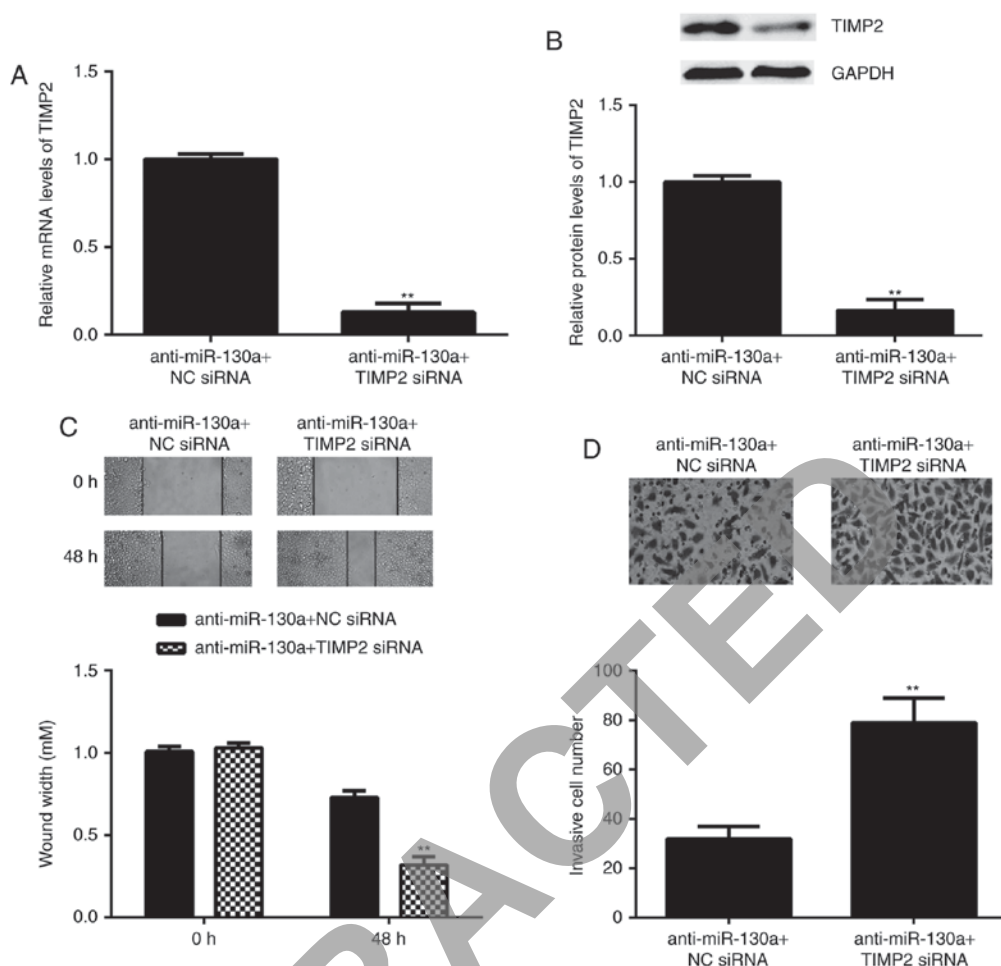 A
Relative mRNA levels of TIMP2
1.5
1.0
0.5
0.0
**
anti-miR-130a+
NC siRNA
anti-miR-130a+
TIMP2 siRNA
B
TIMP2
GAPDH
Relative protein levels of TIMP2
1.5
1.0
0.5
0.0
**
anti-miR-130a+
NC siRNA
anti-miR-130a+
TIMP2 siRNA
C
anti-miR-130a+
NC siRNA
anti-miR-130a+
TIMP2 siRNA
0 h
48 h
anti-miR-130a+NC siRNA
anti-miR-130a+TIMP2 siRNA
Wound width (mM)
1.5
1.0
0.5
0.0
**
0 h
48 h
D
anti-miR-130a+
NC siRNA
anti-miR-130a+
TIMP2 siRNA
Invasive cell number
100
80
60
40
20
0
**
anti-miR-130a+
NC siRNA
anti-miR-130a+
TIMP2 siRNA
RACTED